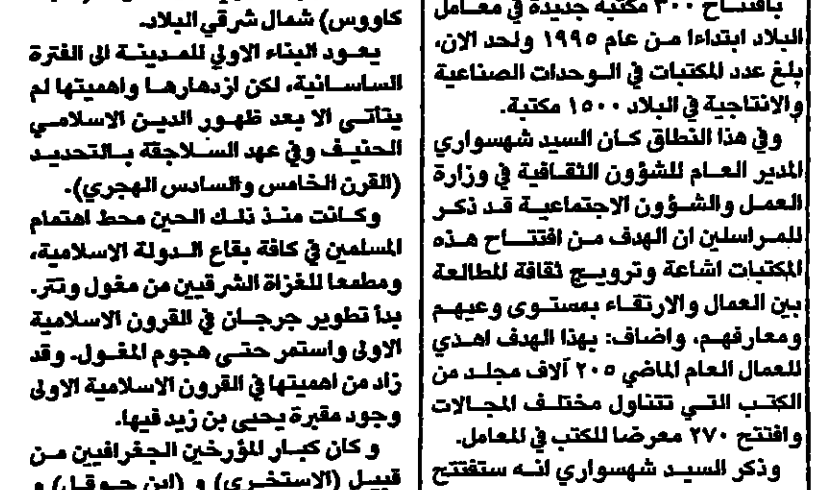 بافتتاح ٣٠٠ مكتبة جديدة في معامل
البلاد ابتداءا من عام ١٩٩٥ ولحد الان،
بلغ عدد المكتبات في الوحدات الصناعية
والانتاجية في البلاد ١٥٠٠ مكتبة.
وفي هذا النطاق كان السيد شهسواري
المدير العام للشؤون الثقافية في وزارة
العمل والشؤون الاجتماعية قد ذكر
للمراسلين ان الهدف من افتتاح هذه
المكتبات اشاعة وترويج ثقافة المطالعة
بين العمال والارتقاء بمستوى وعيهم
ومعارفهم، واضاف: بهذا الهدف اهدي
للعمال العام الماضي ٢٠٥ آلاف مجلد من
الكتب التي تتناول مختلف المجالات
وافتتح ٢٧٠ معرضا للكتب في المعامل.
وذكر السيد شهسواري انه ستفتتح
كاووس) شمال شرقي البلاد.
يعود البناء الاولي للمدينة الى الفترة
الساسانية، لكن ازدهارها واهميتها لم
يتأتى الا بعد ظهور الدين الاسلامي
الحنيف وفي عهد السلاجقة بالتحديد
(القرن الخامس والسادس الهجري).
وكانت منذ ذلك الحين محط اهتمام
المسلمين في كافة بقاع الدولة الاسلامية،
ومطمعا للغزاة الشرقيين من مغول وتتر.
بدأ تطوير جرجان في القرون الاسلامية
الاولى واستمر حتى هجوم المغول. وقد
زاد من اهميتها في القرون الاسلامية الاولى
وجود مقبرة يحيى بن زيد فيها.
و كان كبار المؤرخين الجغرافيين من
قبيل (الاستخري) و (ابن حوقل) و